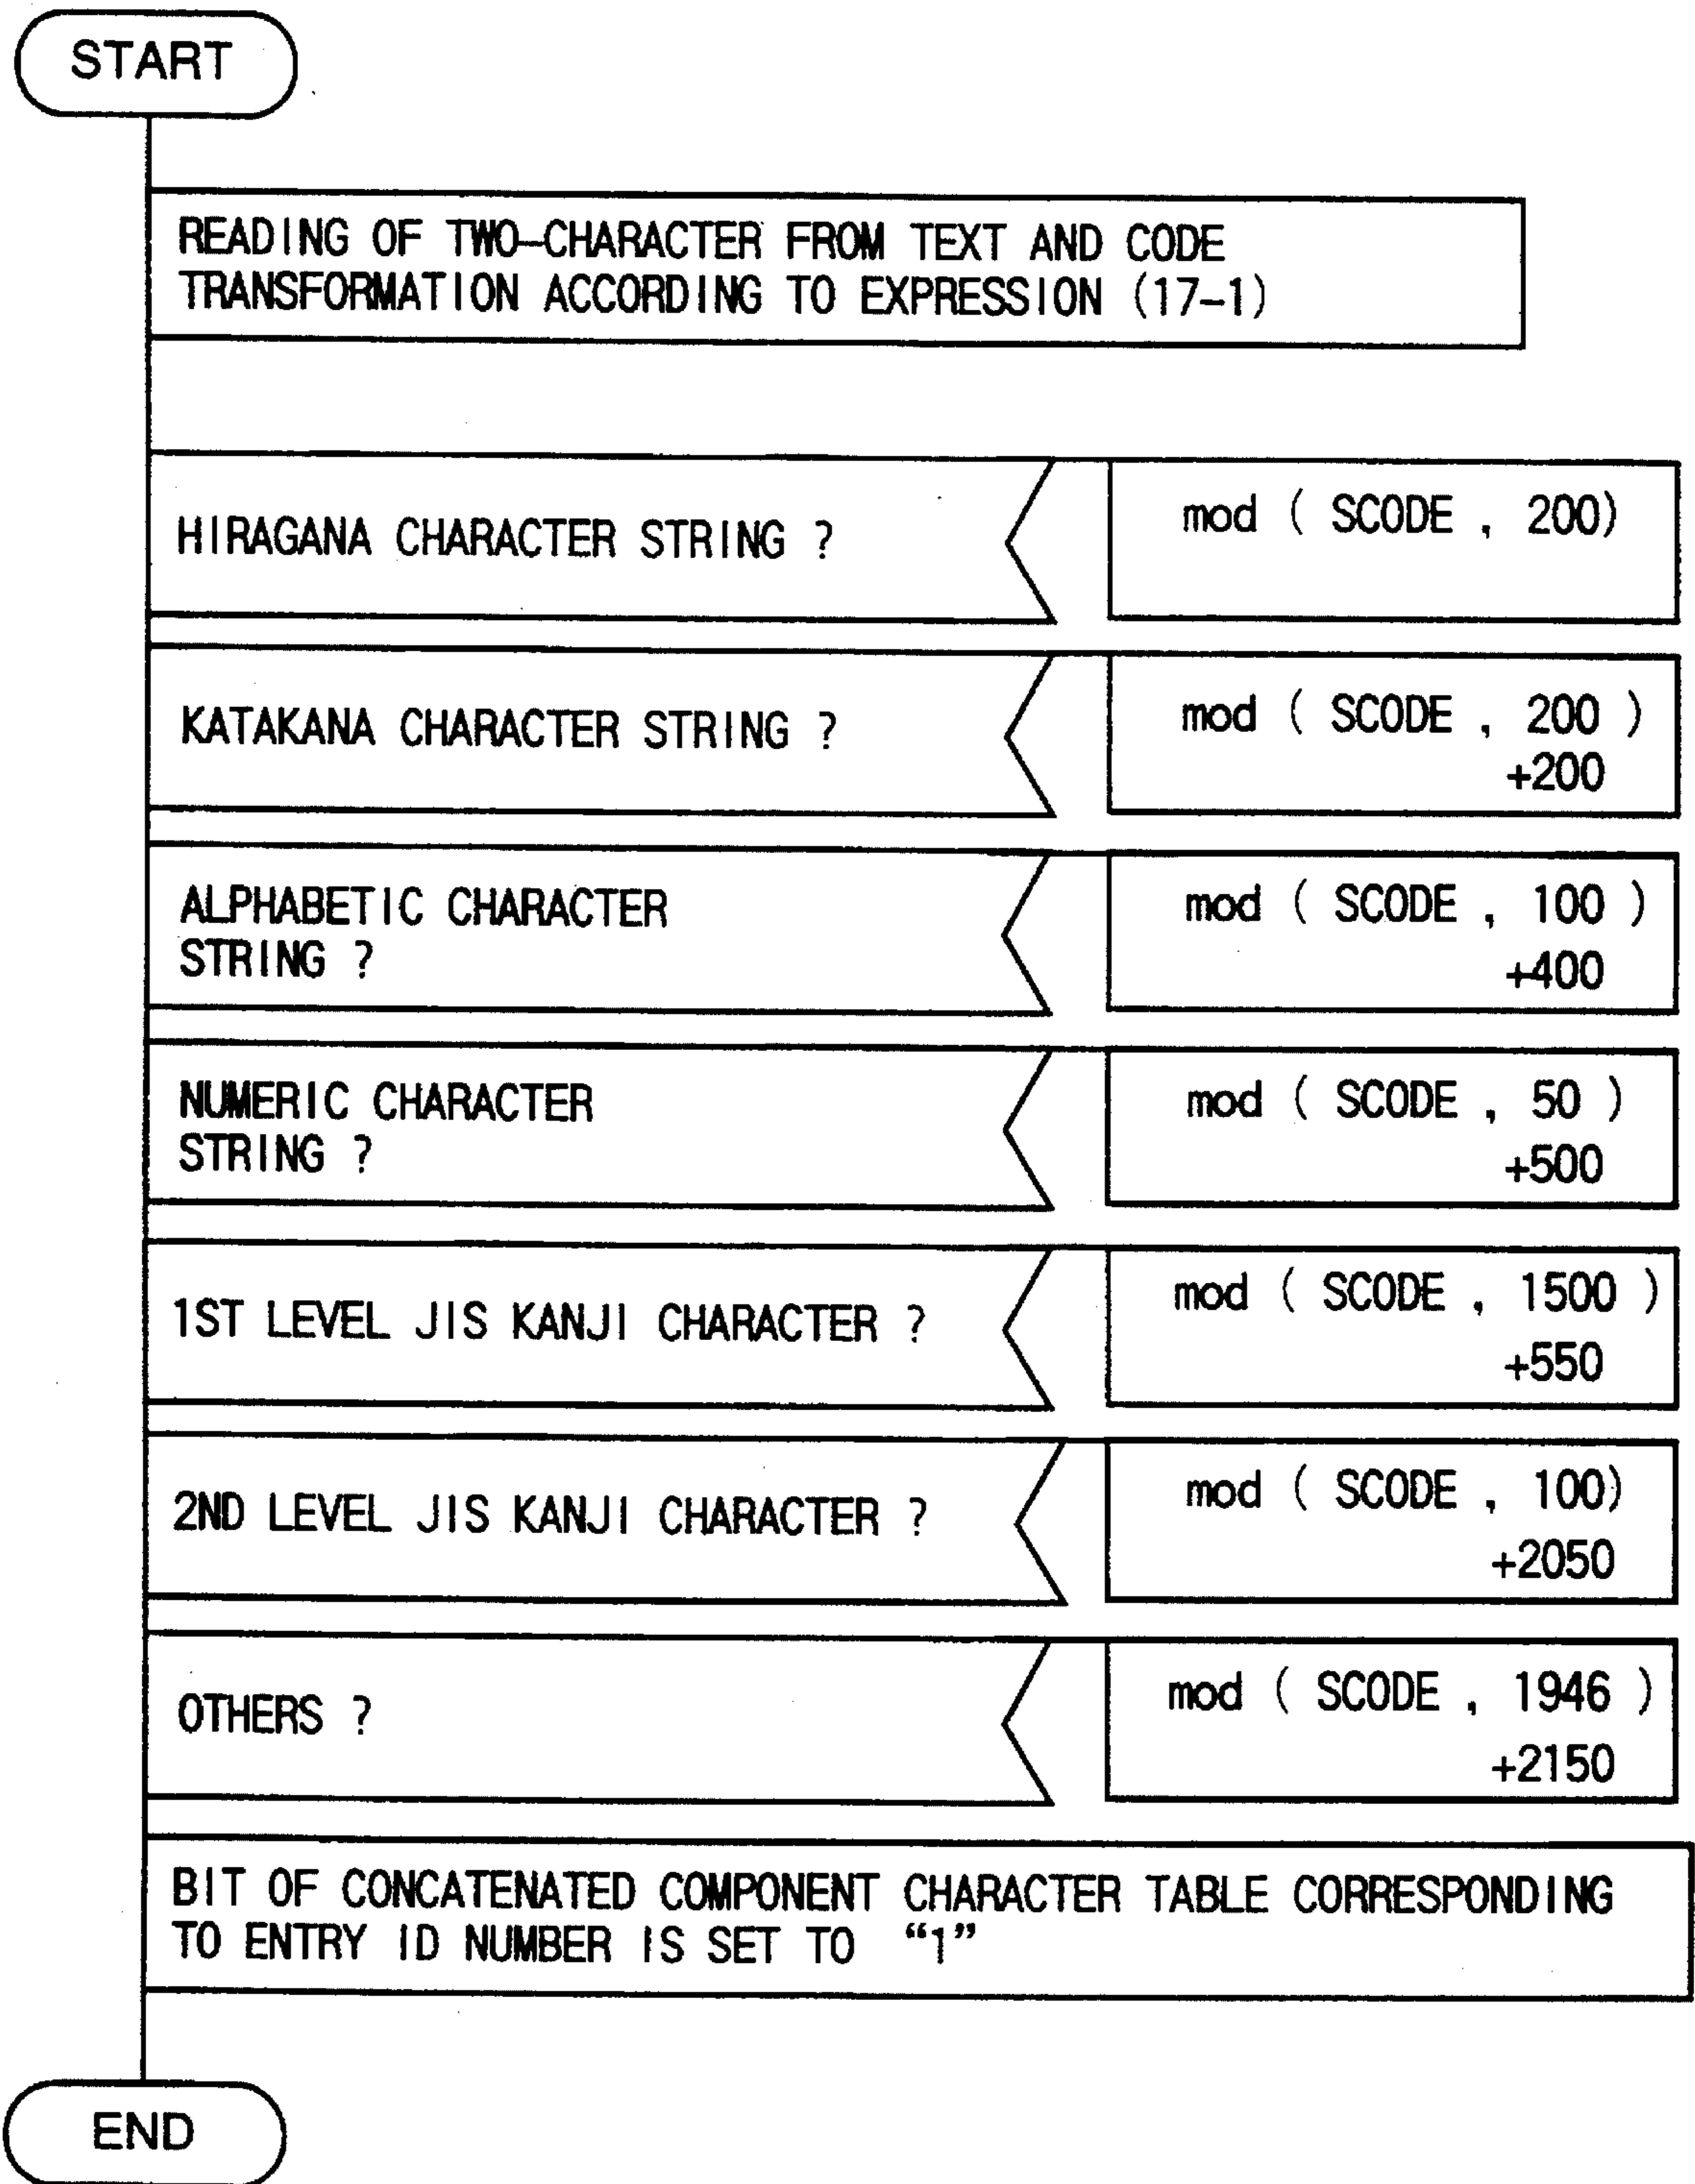 START
READING OF TWO-CHARACTER FROM TEXT AND CODE
TRANSFORMATION ACCORDING TO EXPRESSION (17-1)
HIRAGANA CHARACTER STRING ?
mod ( SCODE , 200)
KATAKANA CHARACTER STRING ?
mod ( SCODE , 200 )
+200
ALPHABETIC CHARACTER
STRING ?
mod ( SCODE , 100 )
+400
NUMERIC CHARACTER
STRING ?
mod ( SCODE , 50 )
+500
1ST LEVEL JIS KANJI CHARACTER ?
mod ( SCODE , 1500 )
+550
2ND LEVEL JIS KANJI CHARACTER ?
mod ( SCODE , 100)
+2050
OTHERS ?
mod ( SCODE , 1946 )
+2150
BIT OF CONCATENATED COMPONENT CHARACTER TABLE CORRESPONDING
TO ENTRY ID NUMBER IS SET TO “1”
END